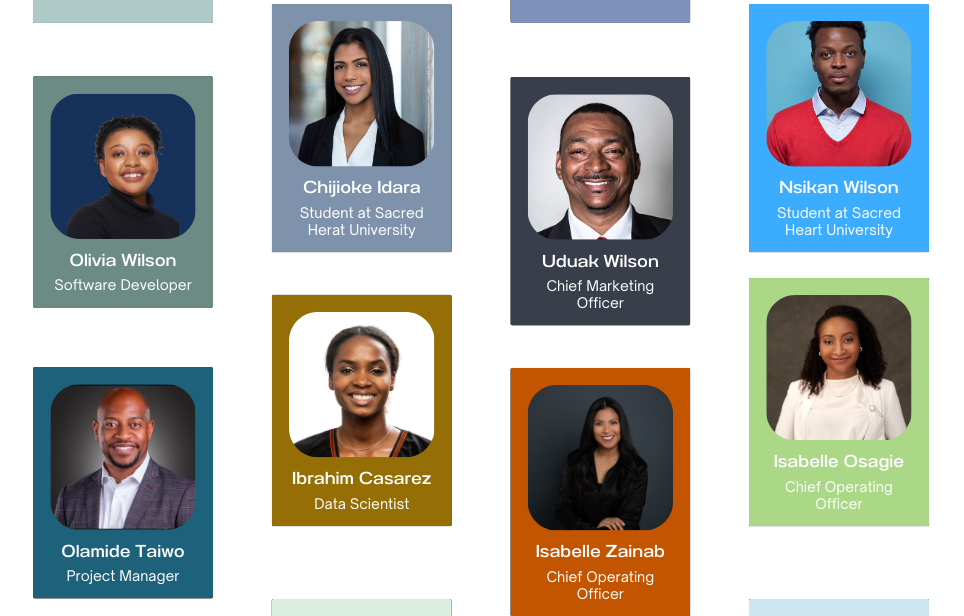 Olivia Wilson
Software Developer
Olamide Taiwo
Project Manager
Chijioke Idara
Student at Sacred
Herat University
Ibrahim Casarez
Data Scientist
Uduak Wilson
Chief Marketing
Officer
Isabelle Zainab
Chief Operating
Officer
Nsikan Wilson
Student at Sacred
Heart University
Isabelle Osagie
Chief Operating
Officer